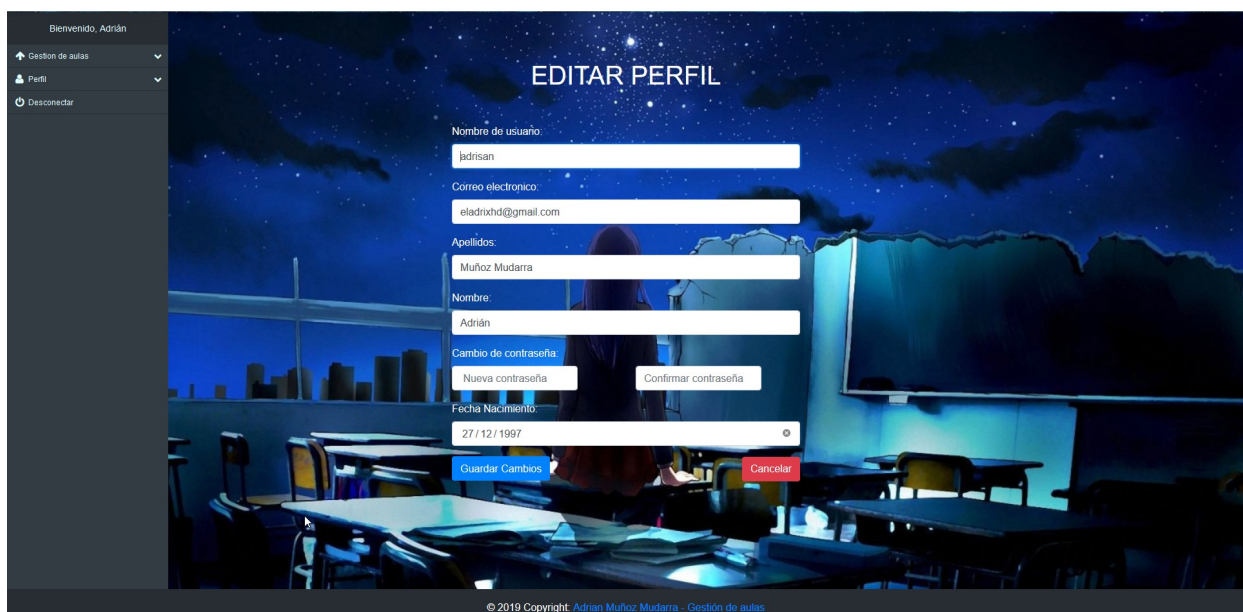 Bienvenido, Adrián
Gestion de aulas
Perfil
Desconectar
EDITAR PERFIL
Nombre de usuario:
adrisan
Correo electronico:
eladrixhd@gmail.com
Apellidos:
Muñoz Mudarra
Nombre:
Adrián
Cambio de contraseña:
Nueva contraseña Confirmar contraseña
Fecha Nacimiento:
27 / 12 / 1997
Guardar Cambios Cancelar
© 2019 Copyright: Adrian Muñoz Mudarra - Gestión de aulas